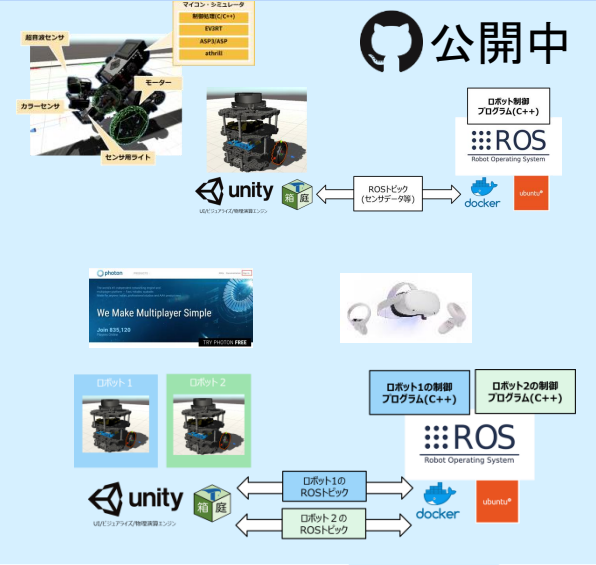 マイコン・シミュレータ
制御処理(C/C++)
EV3RT
ASP3/ASP
athrill
超音波センサ
モーター
カラーセンサ
センサ用ライト
公開中
ロボット制御
プログラム(C++)
ROS
Robot Operating System
unity
箱庭
UI/ビジュアライズ/物理演算エンジン
ROSトピック
(センサデータ等)
docker
ubuntu®
photon
We Make Multiplayer Simple
Join 835,120
TRY PHOTON FREE
ロボット 1
ロボット 2
ロボット1の制御
プログラム(C++)
ロボット2の制御
プログラム(C++)
ROS
Robot Operating System
unity
箱庭
UI/ビジュアライズ/物理演算エンジン
ロボット1の
ROSトピック
ロボット 2 の
ROSトピック
docker
ubuntu®